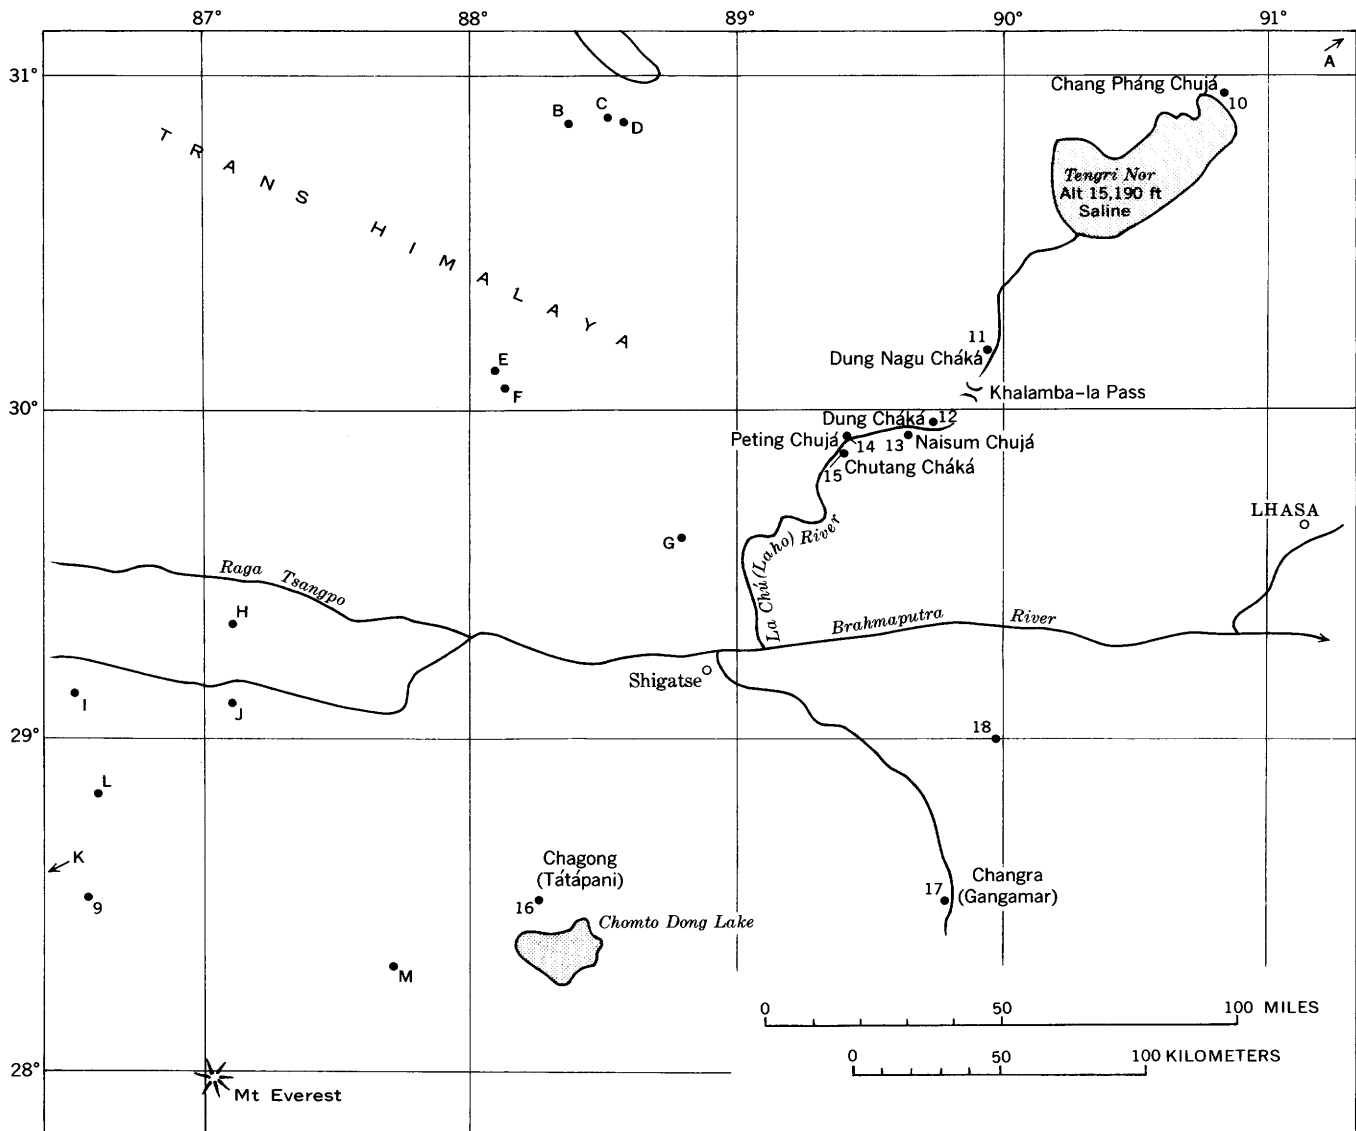 87°
88°
89°
90°
91°
A
31°
Chang Pháng Chujá
10
B
C
D
TRANS HIMALAYA
Tengri Nor
Alt 15,190 ft
Saline
11
Dung Nagu Cháká
E
F
Khalamba-la Pass
30°
Dung Cháká
12
Peting Chujá
14
13
Naisum Chujá
15
Chutang Cháká
LHASA
G
La Chú (Laho) River
Raga Tsangpo
H
Brahmaputra River
Shigatse
I
J
18
29°
L
K
Chagong
(Tátápani)
9
16
Changra
17
(Gangamar)
Chomto Dong Lake
M
0 50 100 MILES
0 50 100 KILOMETERS
28°
Mt Everest